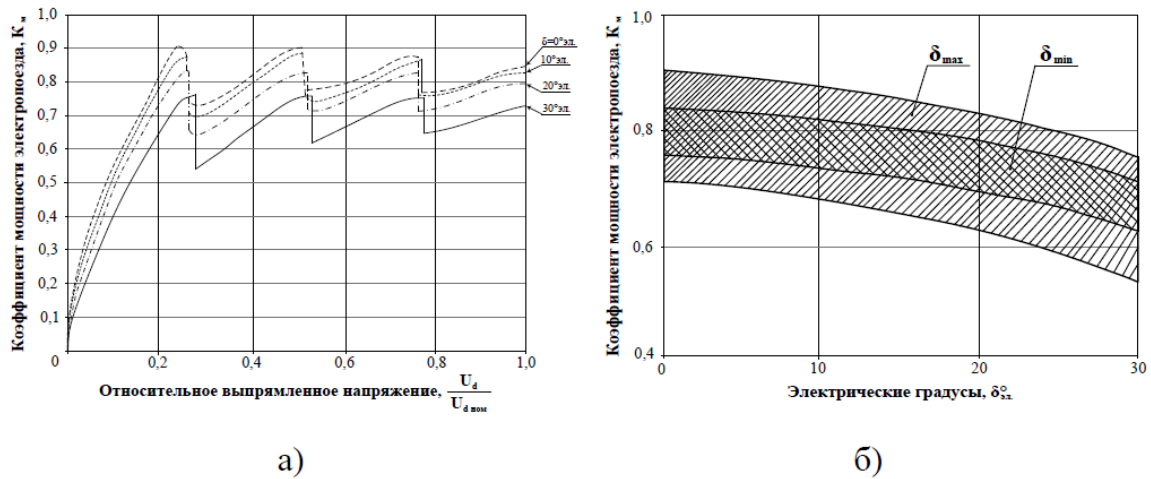 Коэффициент мощности электропоезда, Kм
1,0
0,9
0,8
0,7
0,6
0,5
0,4
0,3
0,2
0,1
0
0,2
0,4
0,6
0,8
1,0
δ=0°эл.
10°эл.
20°эл.
30°эл.
Относительное выпрямленное напряжение, Ud
Ud ном
а)
Коэффициент мощности электропоезда, Kм
1,0
0,8
0,6
0,4
0
10
20
30
δmax
δmin
Электрические градусы, δ°эл.
б)